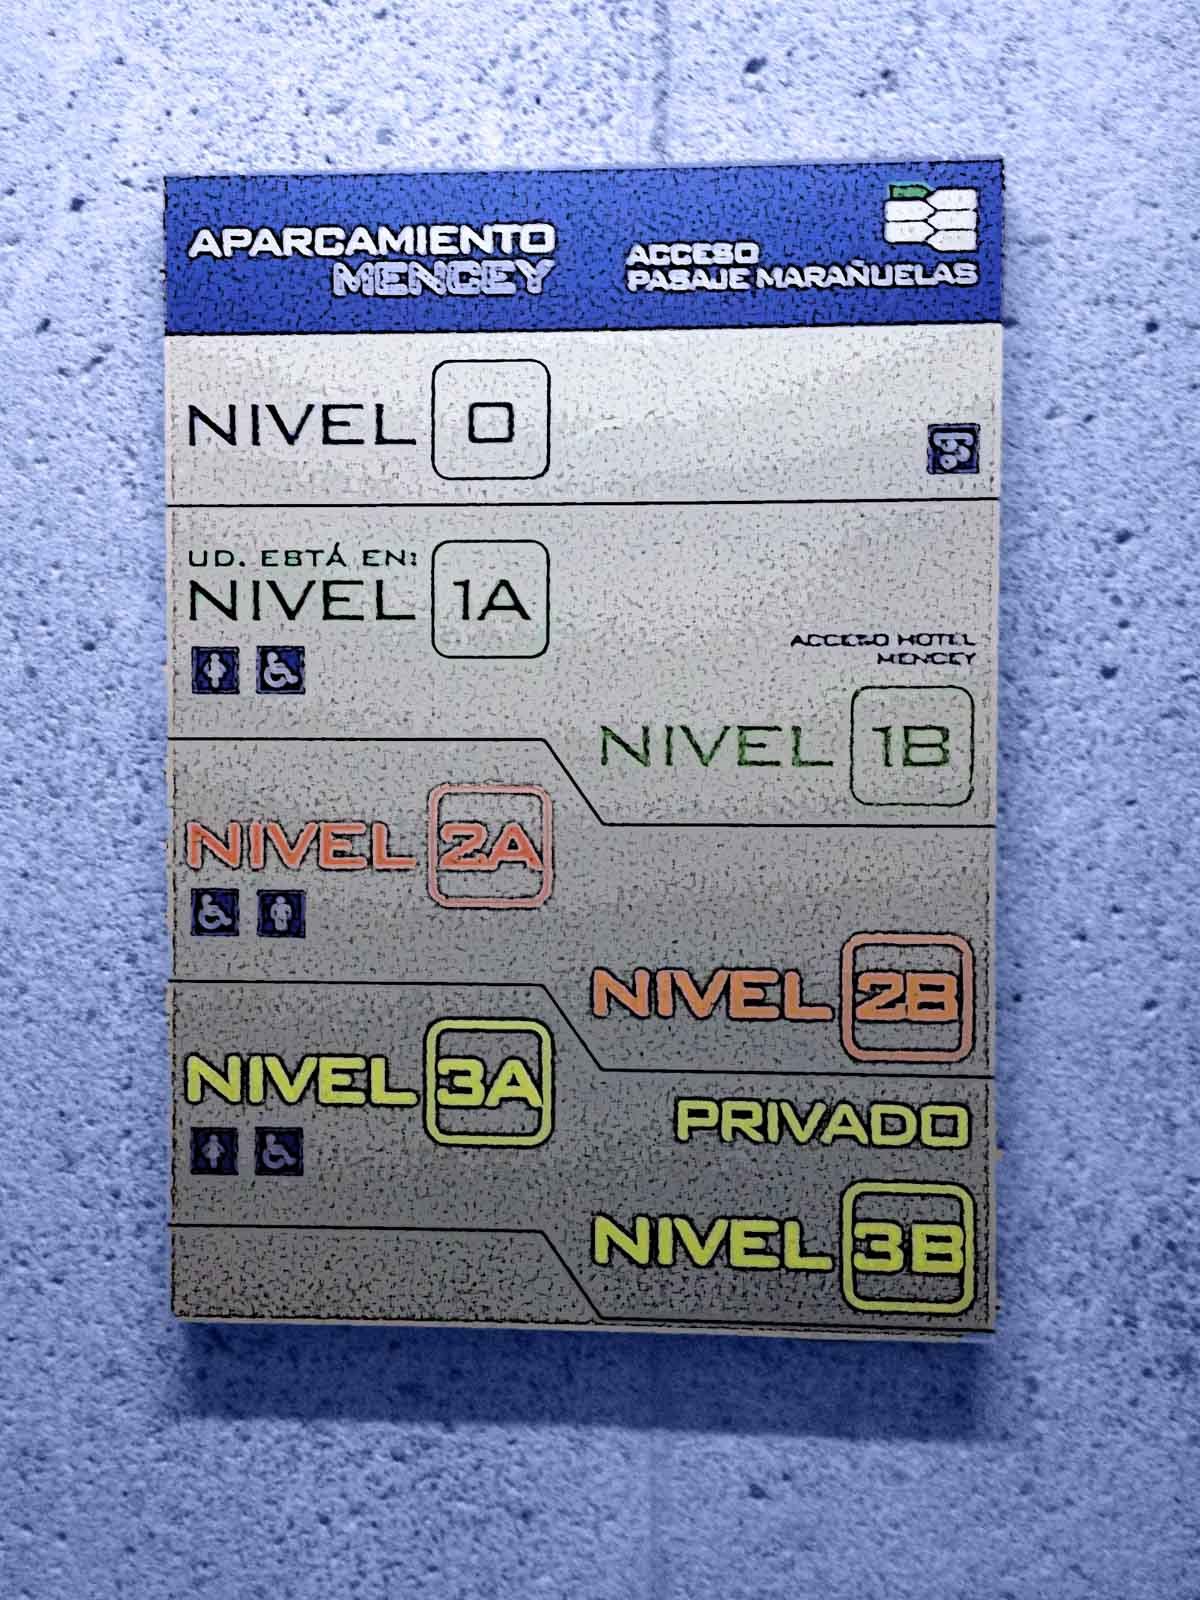 APARCAMIENTO
MENCEY
ACCESO
PASAJE MARAÑUELAS
NIVEL 0
UD. ESTÁ EN:
NIVEL 1A
ACCESO HOTEL
MENCEY
NIVEL 1B
NIVEL 2A
NIVEL 2B
NIVEL 3A
PRIVADO
NIVEL 3B